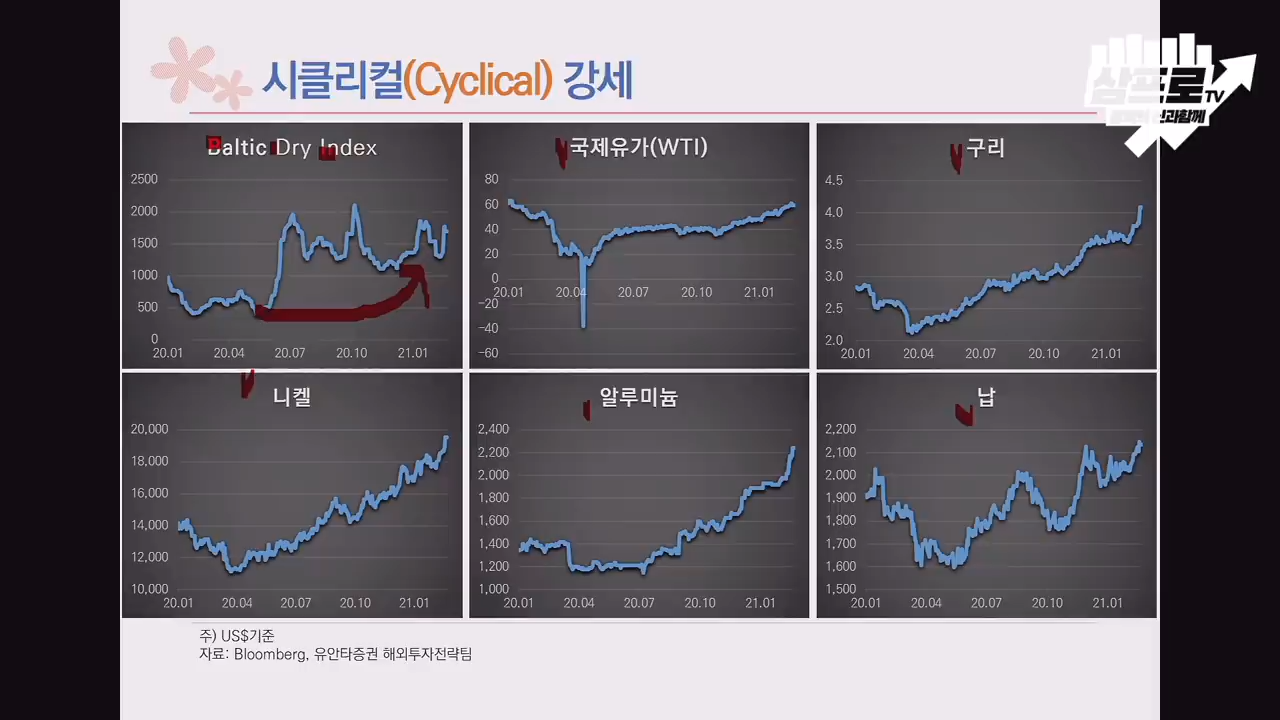 시클리컬(Cyclical) 강세
삼프로TV
Baltic Dry Index
2500
2000
1500
1000
500
0
20.01 20.04 20.07 20.10 21.01
국제유가(WTI)
80
60
40
20
0
-20
-40
-60
20.01 20.04 20.07 20.10 21.01
구리
4.5
4.0
3.5
3.0
2.5
2.0
20.01 20.04 20.07 20.10 21.01
니켈
20,000
18,000
16,000
14,000
12,000
10,000
20.01 20.04 20.07 20.10 21.01
알루미늄
2,400
2,200
2,000
1,800
1,600
1,400
1,200
1,000
20.01 20.04 20.07 20.10 21.01
납
2,200
2,100
2,000
1,900
1,800
1,700
1,600
1,500
20.01 20.04 20.07 20.10 21.01
주) US$기준
자료: Bloomberg, 유안타증권 해외투자전략팀